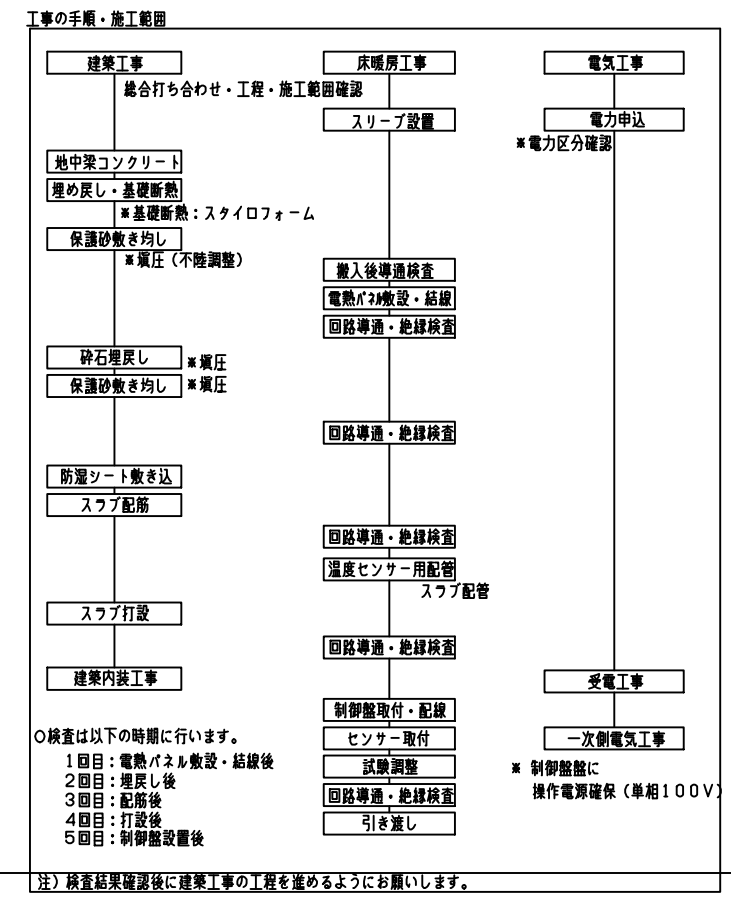 工事の手順・施工範囲
建築工事
床暖房工事
電気工事
総合打ち合わせ・工程・施工範囲確認
スリーブ設置
電力申込
※電力区分確認
地中梁コンクリート
埋め戻し・基礎断熱
※基礎断熱：スタイロフォーム
保護砂敷き均し
※塡圧（不陸調整）
搬入後導通検査
電熱パネル敷設・結線
回路導通・絶縁検査
砕石埋戻し
※塡圧
保護砂敷き均し
※塡圧
回路導通・絶縁検査
防湿シート敷き込
スラブ配筋
回路導通・絶縁検査
温度センサー用配管
スラブ配管
スラブ打設
回路導通・絶縁検査
建築内装工事
受電工事
制御盤取付・配線
○検査は以下の時期に行います。
センサー取付
一次側電気工事
1回目：電熱パネル敷設・結線後
試験調整
※ 制御盤盤に
2回目：埋戻し後
操作電源確保（単相１００Ｖ）
3回目：配筋後
回路導通・絶縁検査
4回目：打設後
引き渡し
5回目：制御盤設置後
注）検査結果確認後に建築工事の工程を進めるようにお願いします。